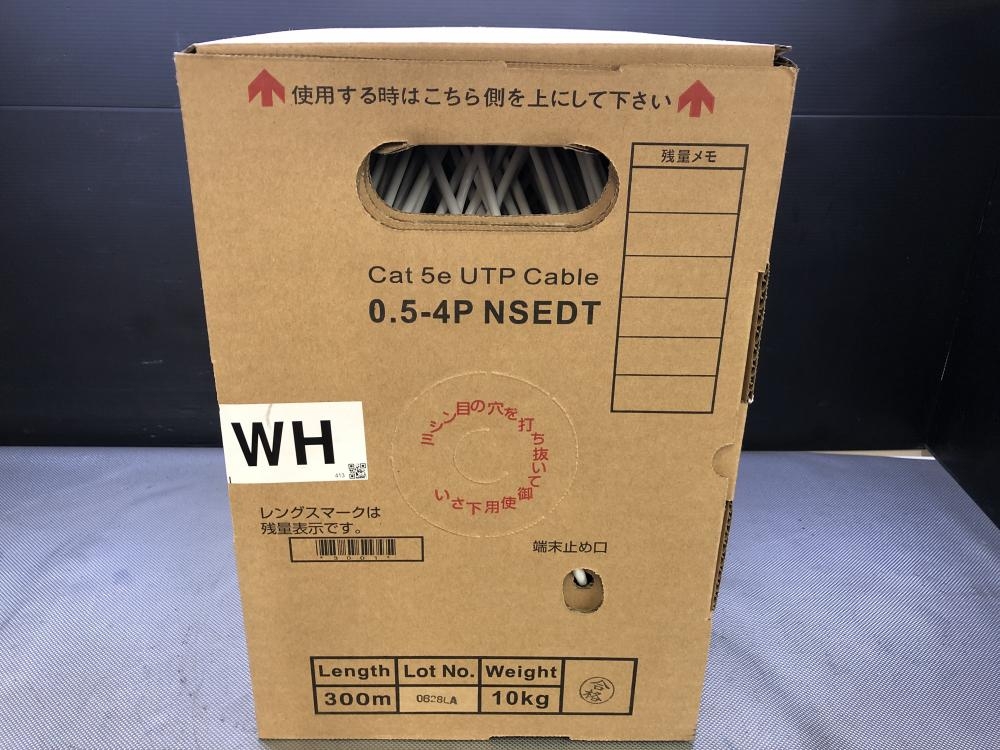 使用する時はこちら側を上にして下さい
残量メモ
Cat 5e UTP Cable
0.5-4P NSEDT
ミシン目の穴を打ち抜いて御使用下さい
WH
413
レングスマークは
残量表示です。
*3001*
端末止め口
Length Lot No. Weight
300m 0628LA 10kg
合格